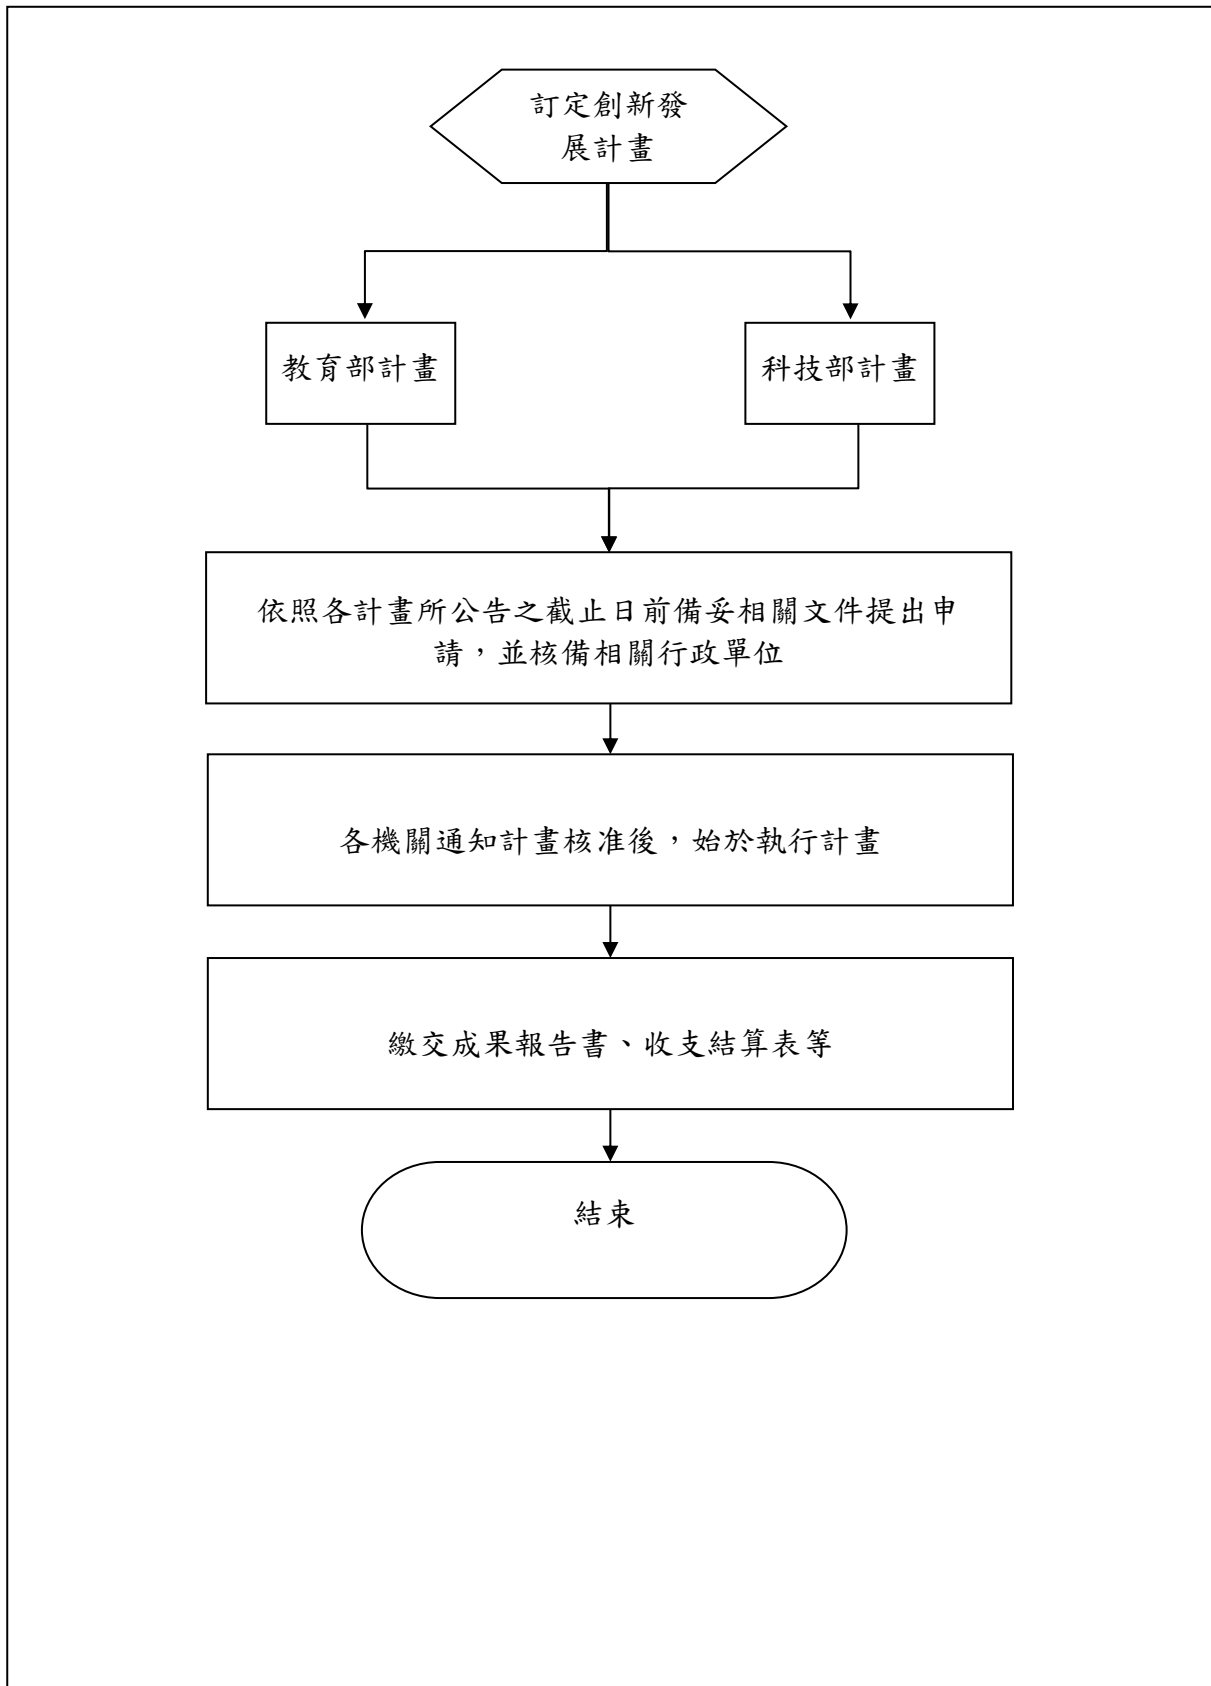 訂定創新發
展計畫
教育部計畫
科技部計畫
依照各計畫所公告之截止日前備妥相關文件提出申
請，並核備相關行政單位
各機關通知計畫核准後，始於執行計畫
繳交成果報告書、收支結算表等
結束